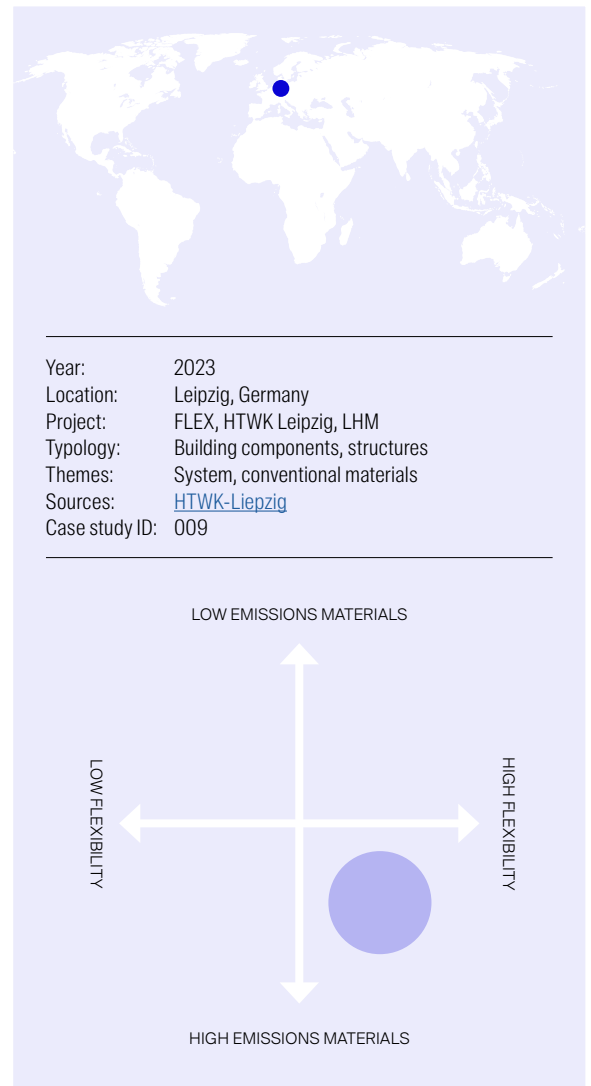 Year: 2023
Location: Leipzig, Germany
Project: FLEX, HTWK Leipzig, LHM
Typology: Building components, structures
Themes: System, conventional materials
Sources: HTWK-Liepzig
Case study ID: 009
LOW EMISSIONS MATERIALS
LOW FLEXIBILITY
HIGH FLEXIBILITY
HIGH EMISSIONS MATERIALS